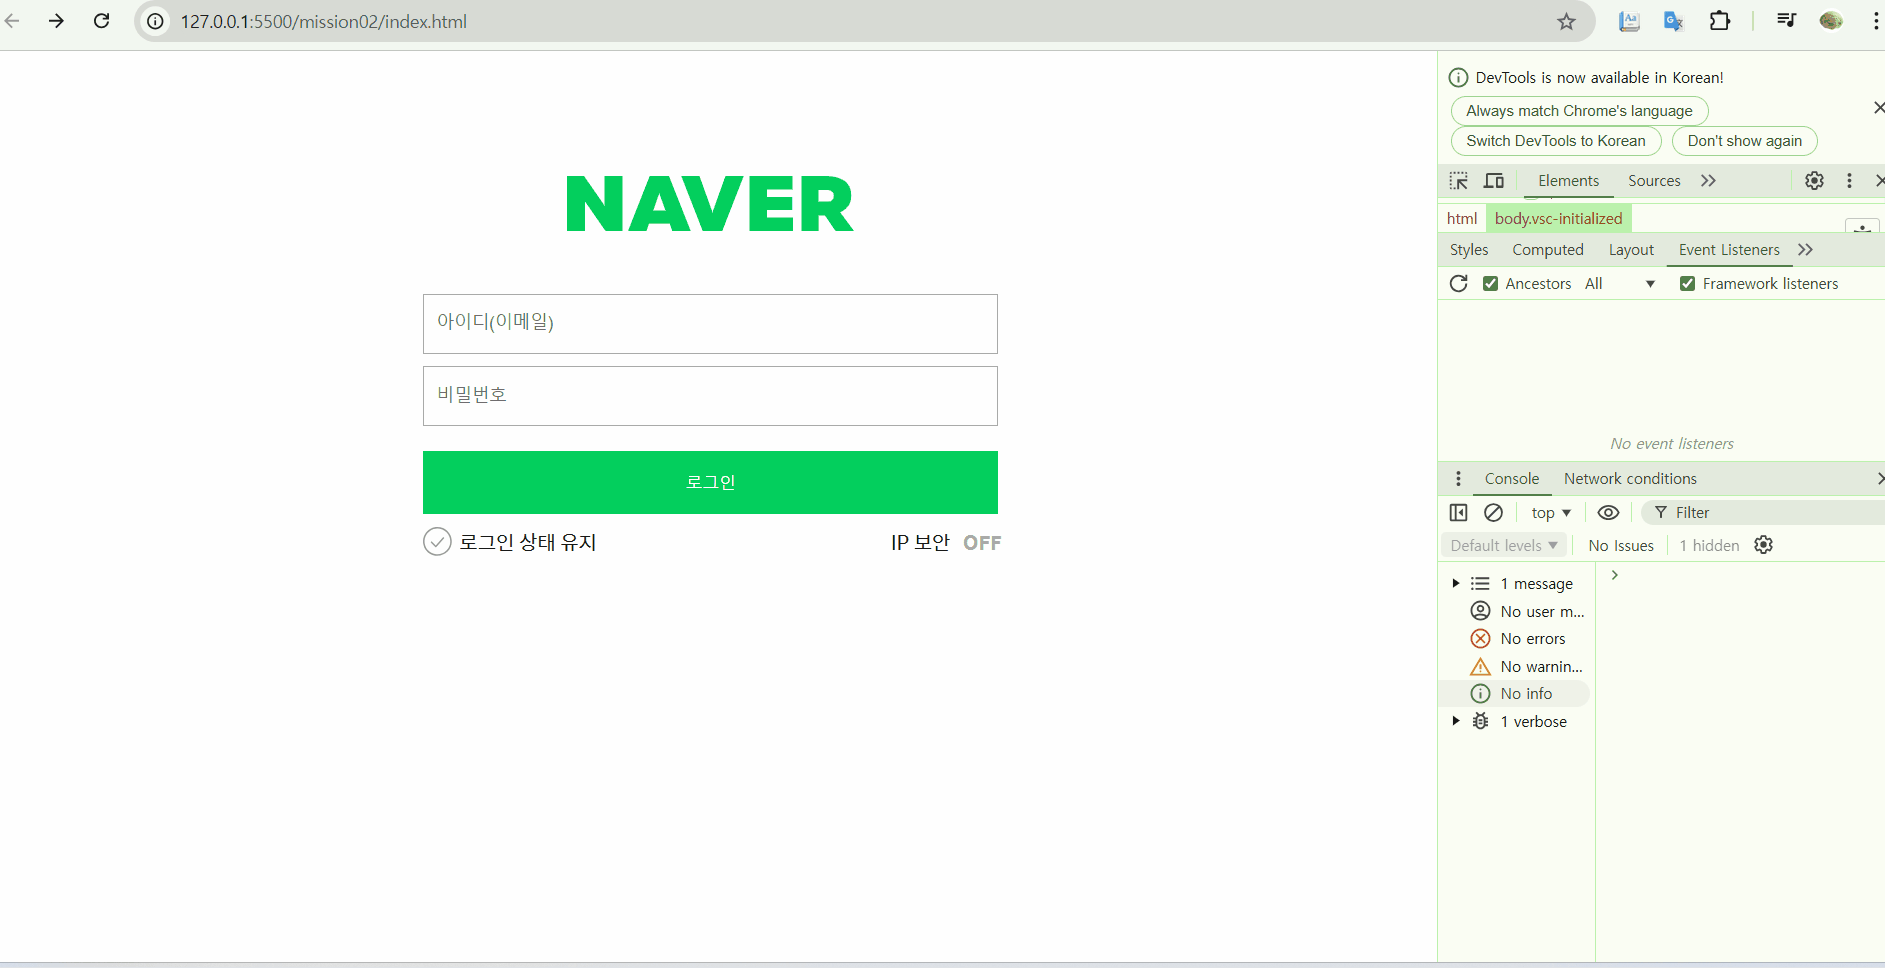 127.0.0.1:5500/mission02/index.html
NAVER
아이디(이메일)
비밀번호
로그인
로그인 상태 유지
IP 보안 OFF
DevTools is now available in Korean!
Always match Chrome's language
Switch DevTools to Korean
Don't show again
Elements Sources
html body.vsc-initialized
Styles Computed Layout Event Listeners
Ancestors All Framework listeners
No event listeners
Console Network conditions
top Filter
Default levels No Issues 1 hidden
1 message
No user m...
No errors
No warnin...
No info
1 verbose